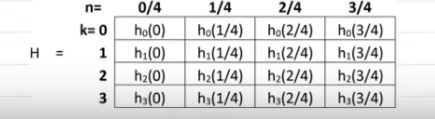 n= 0/4 1/4 2/4 3/4
k= 0 h₀(0) h₀(1/4) h₀(2/4) h₀(3/4)
H = 1 h₁(0) h₁(1/4) h₁(2/4) h₁(3/4)
2 h₂(0) h₂(1/4) h₂(2/4) h₂(3/4)
3 h₃(0) h₃(1/4) h₃(2/4) h₃(3/4)